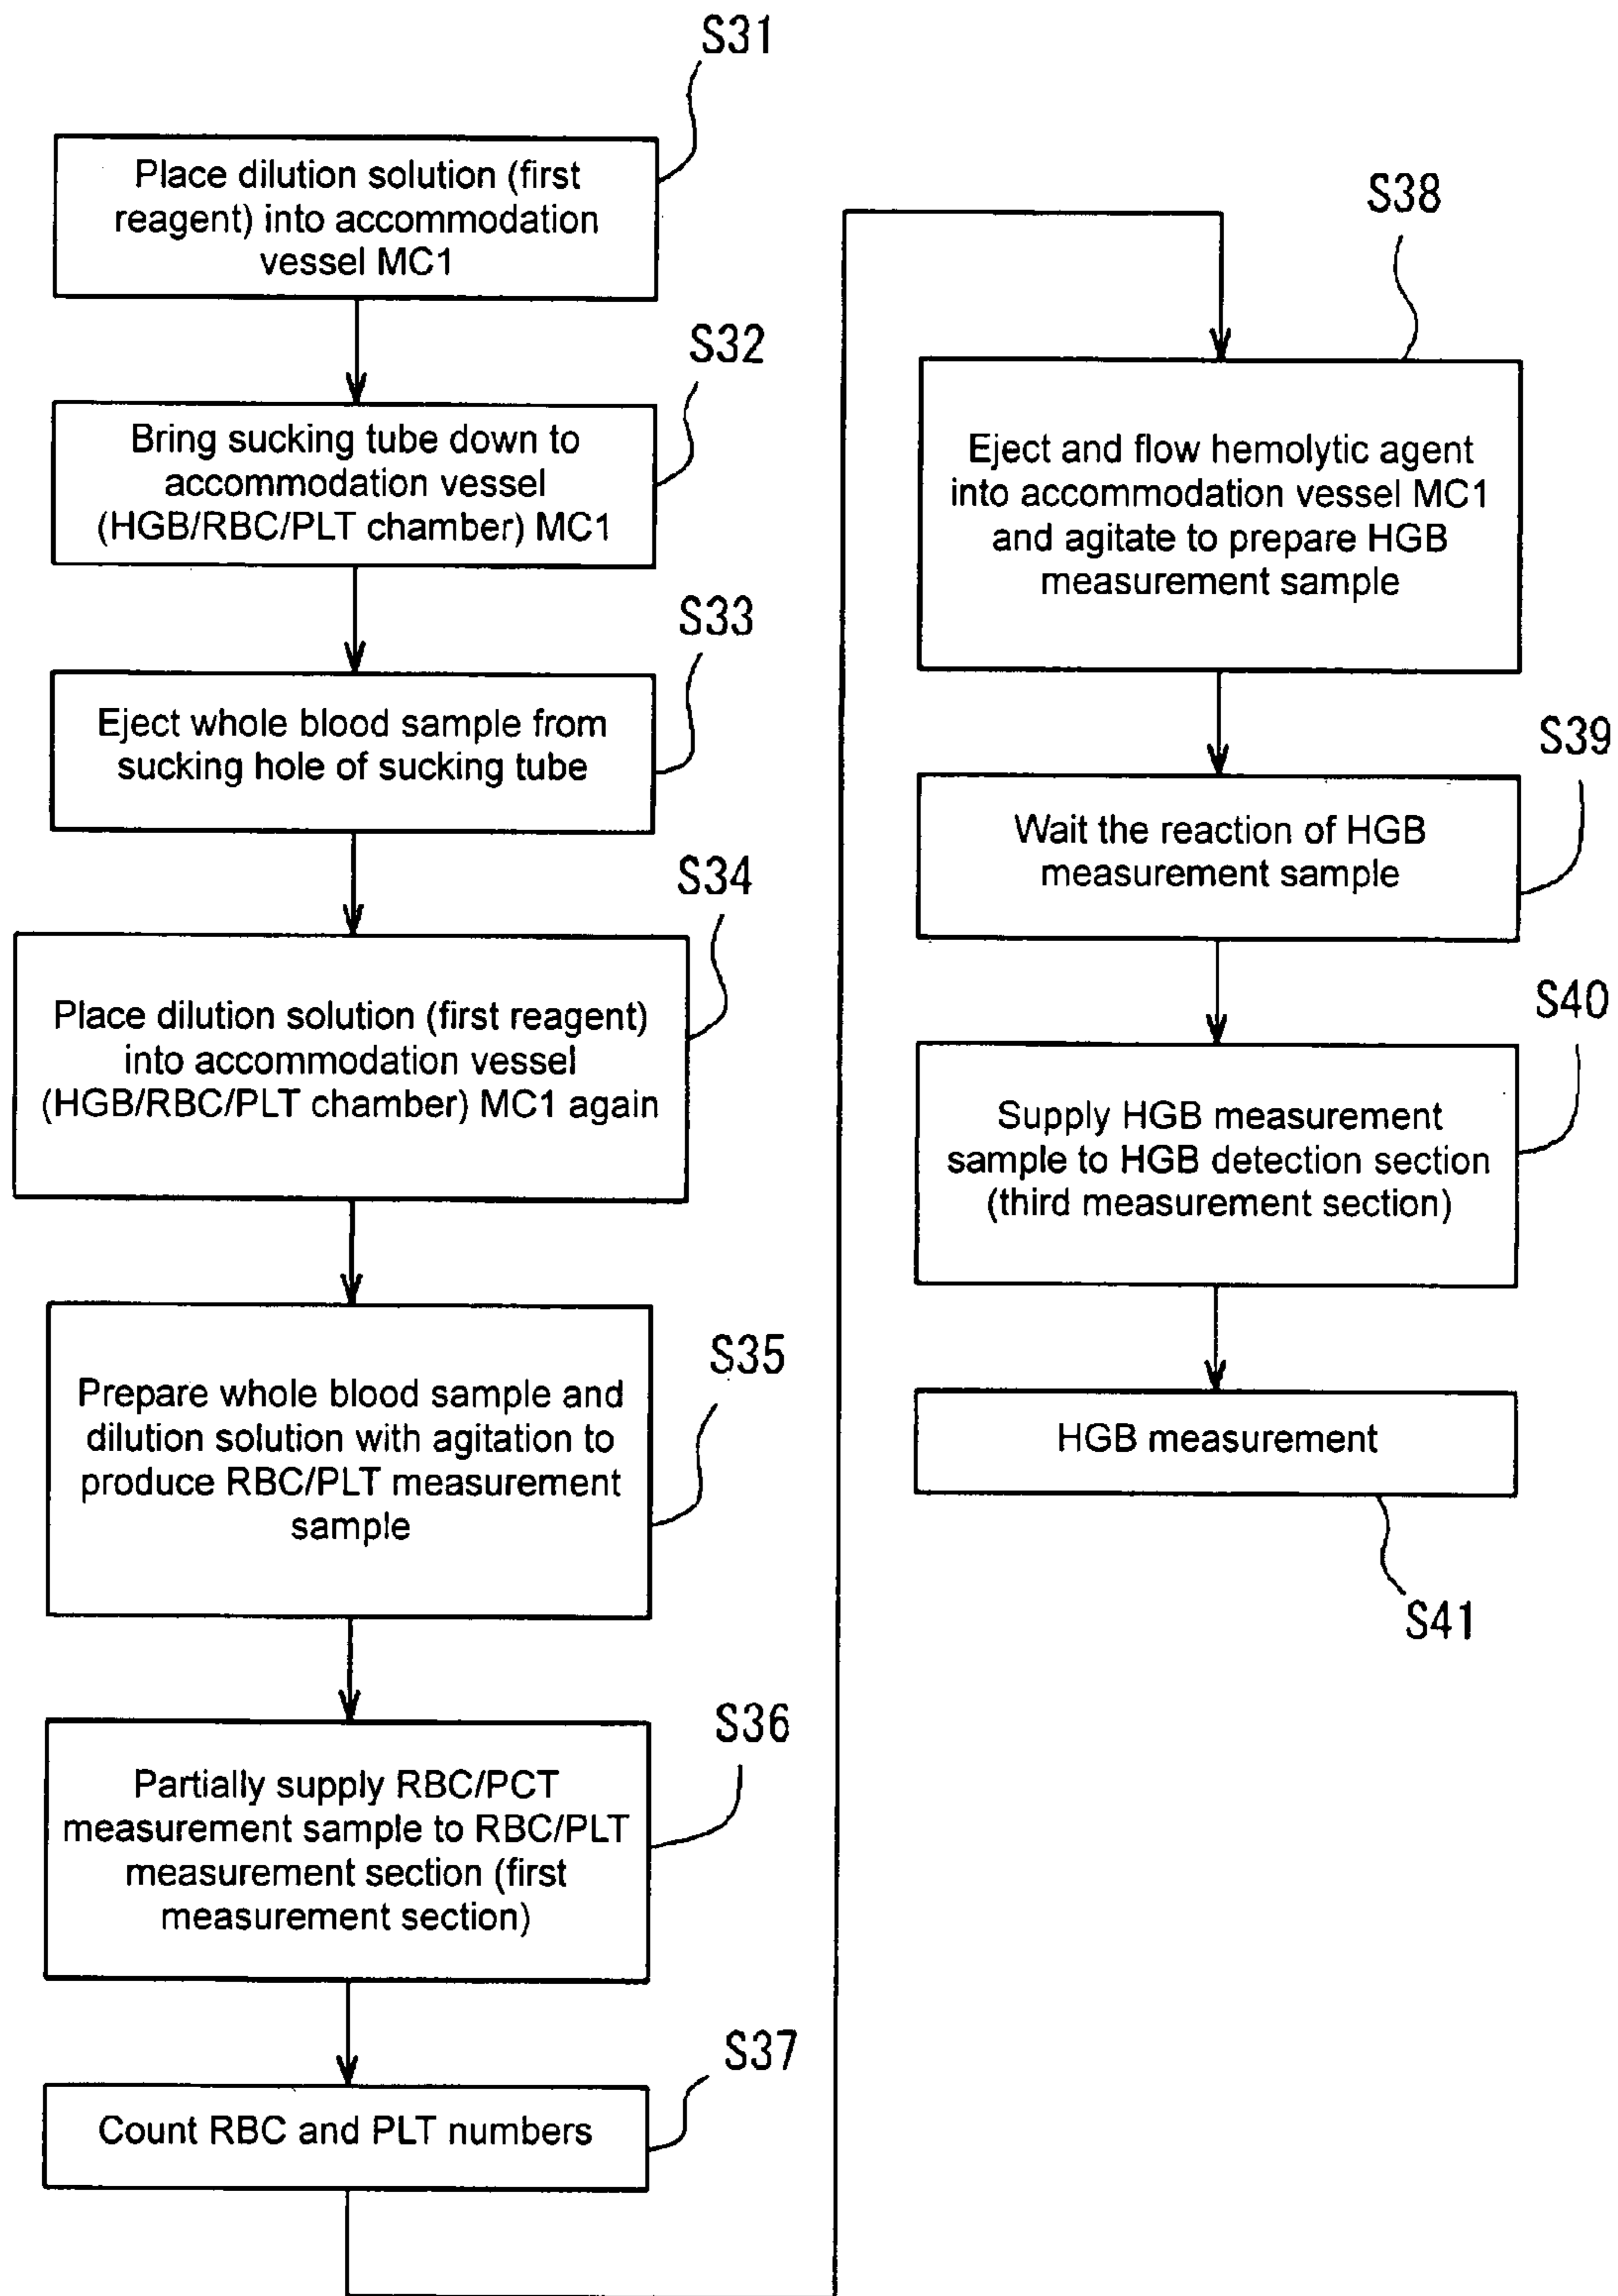 S31
Place dilution solution (first
reagent) into accommodation
vessel MC1
S32
Bring sucking tube down to
accommodation vessel
(HGB/RBC/PLT chamber) MC1
S33
Eject whole blood sample from
sucking hole of sucking tube
S34
Place dilution solution (first reagent)
into accommodation vessel
(HGB/RBC/PLT chamber) MC1 again
S35
Prepare whole blood sample and
dilution solution with agitation to
produce RBC/PLT measurement
sample
S36
Partially supply RBC/PCT
measurement sample to RBC/PLT
measurement section (first
measurement section)
S37
Count RBC and PLT numbers
S38
Eject and flow hemolytic agent
into accommodation vessel MC1
and agitate to prepare HGB
measurement sample
S39
Wait the reaction of HGB
measurement sample
S40
Supply HGB measurement
sample to HGB detection section
(third measurement section)
HGB measurement
S41